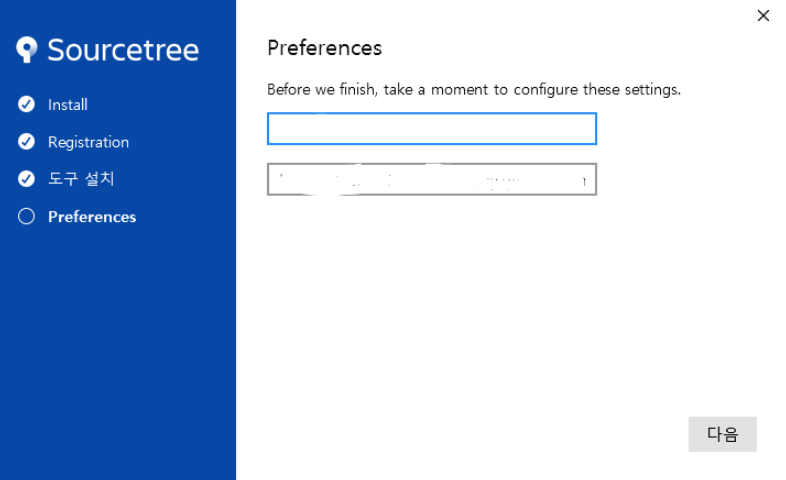 Sourcetree
Install
Registration
도구 설치
Preferences
Preferences
Before we finish, take a moment to configure these settings.
다음